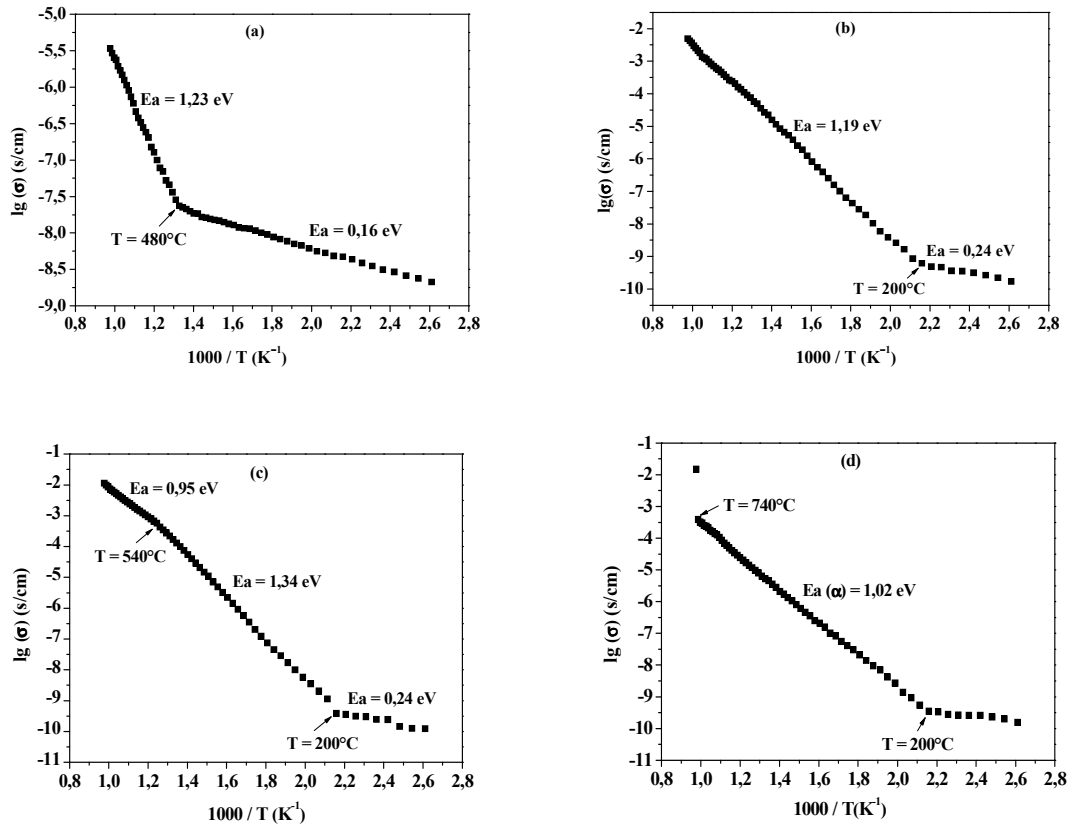 (a)
-5,0
-5,5
-6,0
-6,5
-7,0
-7,5
-8,0
-8,5
-9,0
lg (σ) (s/cm)
Ea = 1,23 eV
T = 480°C
Ea = 0,16 eV
0,8 1,0 1,2 1,4 1,6 1,8 2,0 2,2 2,4 2,6 2,8
1000 / T (K⁻¹)
(b)
-2
-3
-4
-5
-6
-7
-8
-9
-10
lg(σ) (s/cm)
Ea = 1,19 eV
Ea = 0,24 eV
T = 200°C
0,8 1,0 1,2 1,4 1,6 1,8 2,0 2,2 2,4 2,6 2,8
1000 / T (K⁻¹)
(c)
-1
-2
-3
-4
-5
-6
-7
-8
-9
-10
-11
lg (σ) (s/cm)
Ea = 0,95 eV
T = 540°C
Ea = 1,34 eV
Ea = 0,24 eV
T = 200°C
0,8 1,0 1,2 1,4 1,6 1,8 2,0 2,2 2,4 2,6 2,8
1000 / T (K⁻¹)
(d)
-1
-2
-3
-4
-5
-6
-7
-8
-9
-10
-11
lg (σ) (s/cm)
T = 740°C
Ea (α) = 1,02 eV
T = 200°C
0,8 1,0 1,2 1,4 1,6 1,8 2,0 2,2 2,4 2,6 2,8
1000 / T(K⁻¹)